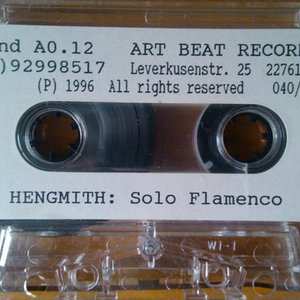 nd A0.12 ART BEAT RECORD
)92998517 Leverkusenstr. 25 22761
(P) 1996 All rights reserved 040/
HENGMITH: Solo Flamenco